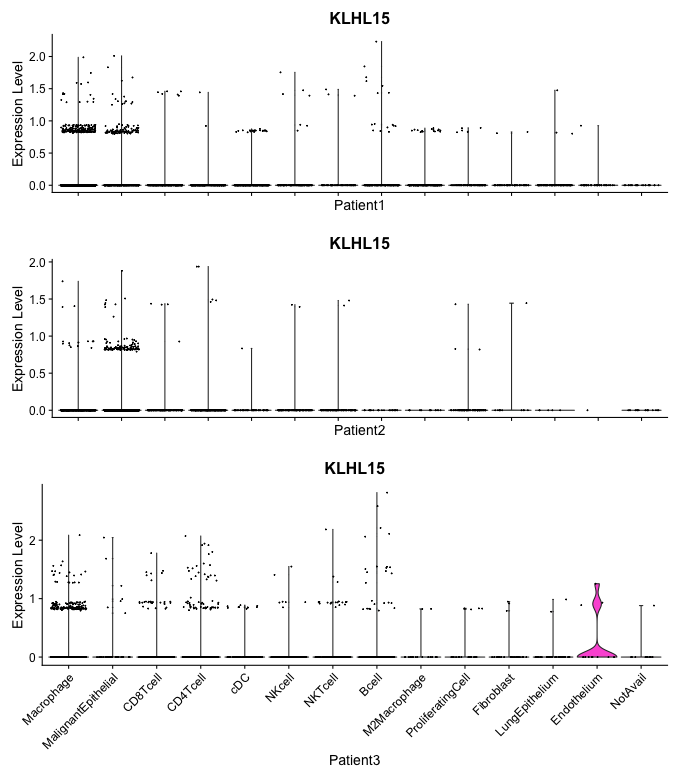 KLHL15
Expression Level
2.0
1.5
1.0
0.5
0.0
Patient1
KLHL15
Expression Level
2.0
1.5
1.0
0.5
0.0
Patient2
KLHL15
Expression Level
2
1
0
Macrophage
MalignantEpithelial
CD8Tcell
CD4Tcell
cDC
NKcell
NKTcell
Bcell
M2Macrophage
ProliferatingCell
Fibroblast
LungEpithelium
Endothelium
NotAvail
Patient3